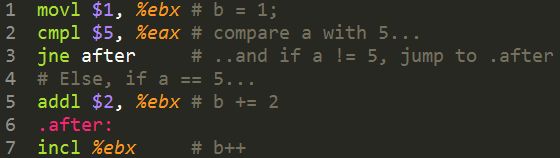 1 movl $1, %ebx # b = 1;
2 cmpl $5, %eax # compare a with 5...
3 jne after     # ..and if a != 5, jump to .after
4 # Else, if a == 5...
5 addl $2, %ebx # b += 2
6 .after:
7 incl %ebx     # b++